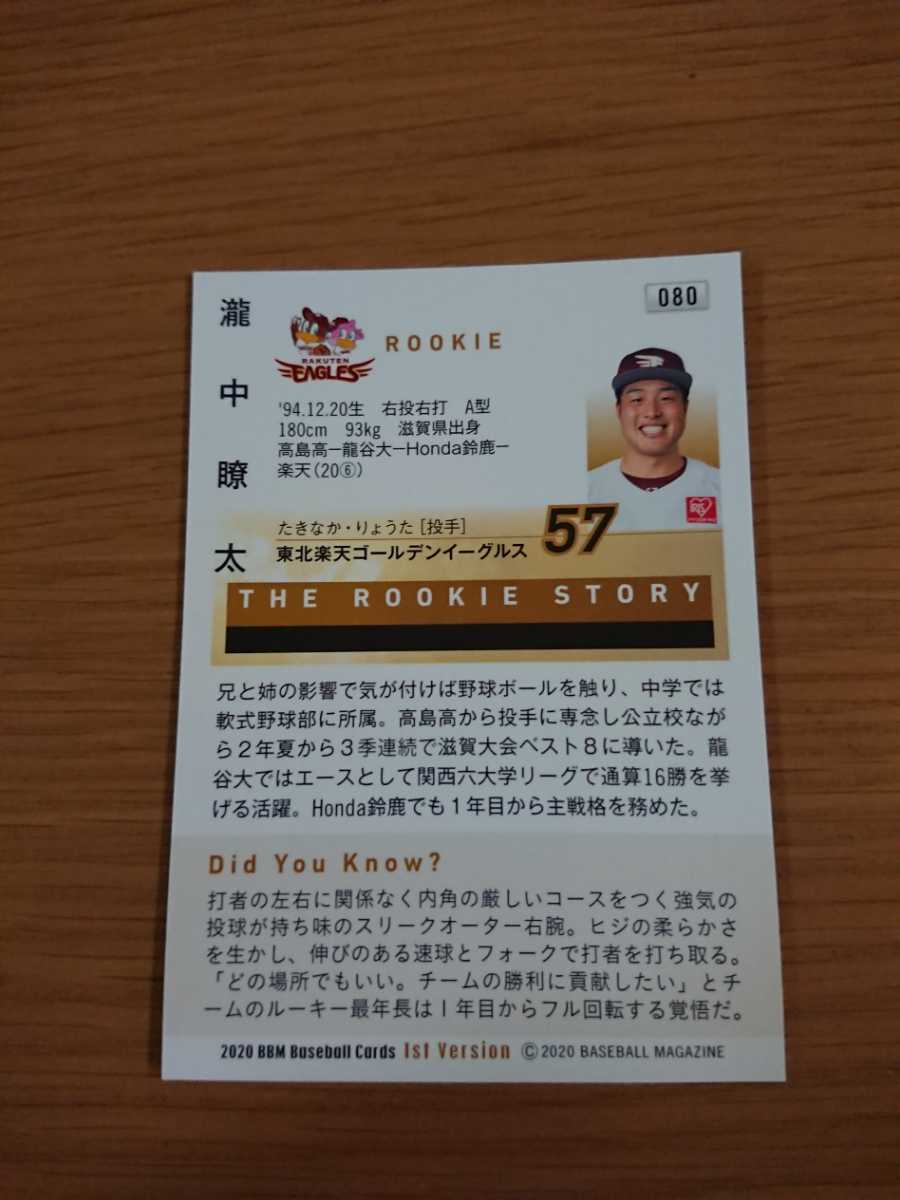 080
瀧中瞭太
RAKUTEN
EAGLES
ROOKIE
'94.12.20生 右投右打 A型
180cm 93kg 滋賀県出身
高島高ー龍谷大ーHonda鈴鹿ー
楽天(20⑥)
たきなか・りょうた[投手]
東北楽天ゴールデンイーグルス
57
THE ROOKIE STORY
兄と姉の影響で気が付けば野球ボールを触り、中学では
軟式野球部に所属。高島高から投手に専念し公立校なが
ら2年夏から3季連続で滋賀大会ベスト8に導いた。龍
谷大ではエースとして関西六大学リーグで通算16勝を挙
げる活躍。Honda鈴鹿でも1年目から主戦格を務めた。
Did You Know?
打者の左右に関係なく内角の厳しいコースをつく強気の
投球が持ち味のスリークオーター右腕。ヒジの柔らかさ
を生かし、伸びのある速球とフォークで打者を打ち取る。
「どの場所でもいい。チームの勝利に貢献したい」とチ
ームのルーキー最年長は1年目からフル回転する覚悟だ。
2020 BBM Baseball Cards 1st Version ©2020 BASEBALL MAGAZINE